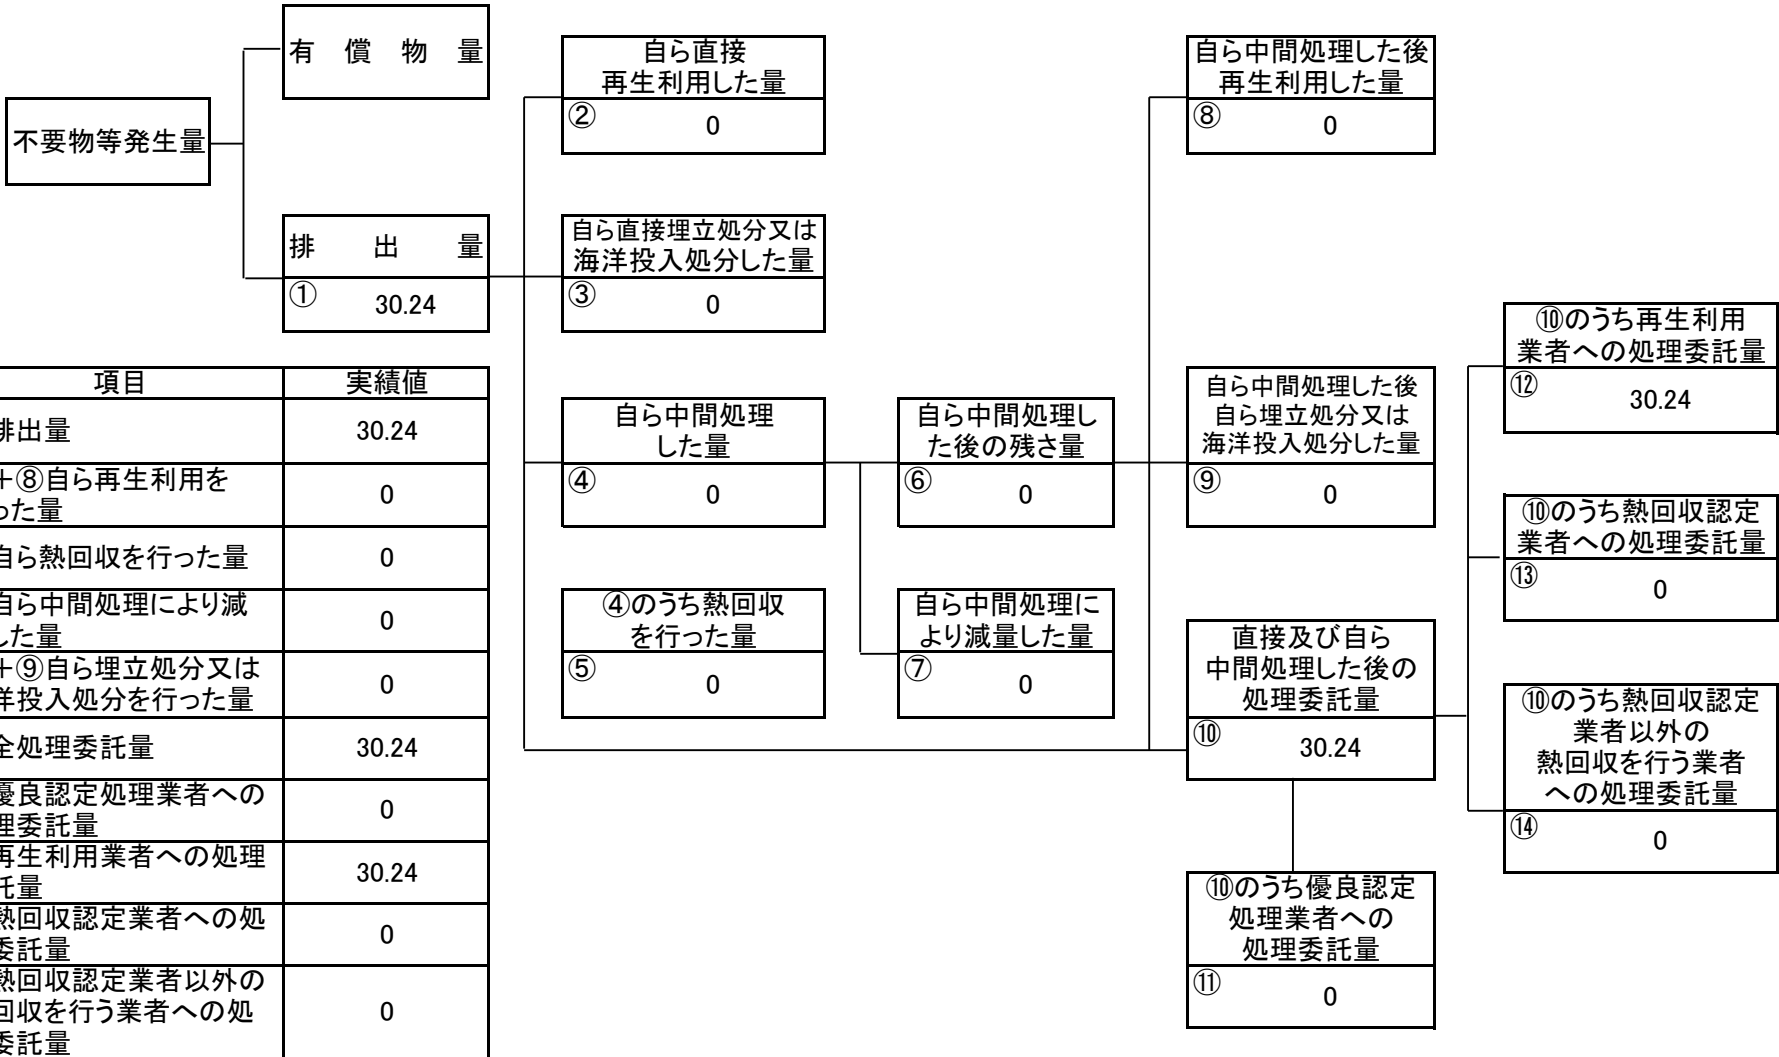 有償物量
不要物等発生量
排出量
① 30.24
自ら直接
再生利用した量
② 0
自ら直接埋立処分又は
海洋投入処分した量
③ 0
自ら中間処理
した量
④ 0
④のうち熱回収
を行った量
⑤ 0
自ら中間処理し
た後の残さ量
⑥ 0
自ら中間処理に
より減量した量
⑦ 0
自ら中間処理した後
再生利用した量
⑧ 0
自ら中間処理した後
自ら埋立処分又は
海洋投入処分した量
⑨ 0
直接及び自ら
中間処理した後の
処理委託量
⑩ 30.24
⑩のうち優良認定
処理業者への
処理委託量
⑪ 0
⑩のうち再生利用
業者への処理委託量
⑫ 30.24
⑩のうち熱回収認定
業者への処理委託量
⑬ 0
⑩のうち熱回収認定
業者以外の
熱回収を行う業者
への処理委託量
⑭ 0
項目 実績値
排出量 30.24
+⑧自ら再生利用を
った量 0
自ら熱回収を行った量 0
自ら中間処理により減
した量 0
+⑨自ら埋立処分又は
洋投入処分を行った量 0
全処理委託量 30.24
優良認定処理業者への
理委託量 0
再生利用業者への処理
託量 30.24
熱回収認定業者への処
委託量 0
熱回収認定業者以外の
回収を行う業者への処
委託量 0